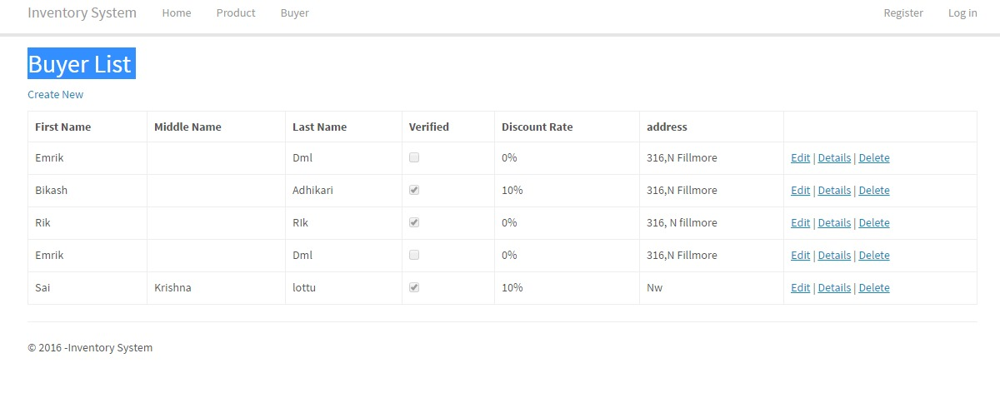 Inventory System Home Product Buyer Register Log in
Buyer List
Create New
First Name Middle Name Last Name Verified Discount Rate address
Emrik Dml 0% 316,N Fillmore Edit | Details | Delete
Bikash Adhikari 10% 316,N Fillmore Edit | Details | Delete
Rik RIk 0% 316, N fillmore Edit | Details | Delete
Emrik Dml 0% 316,N Fillmore Edit | Details | Delete
Sai Krishna lottu 10% Nw Edit | Details | Delete
© 2016 -Inventory System